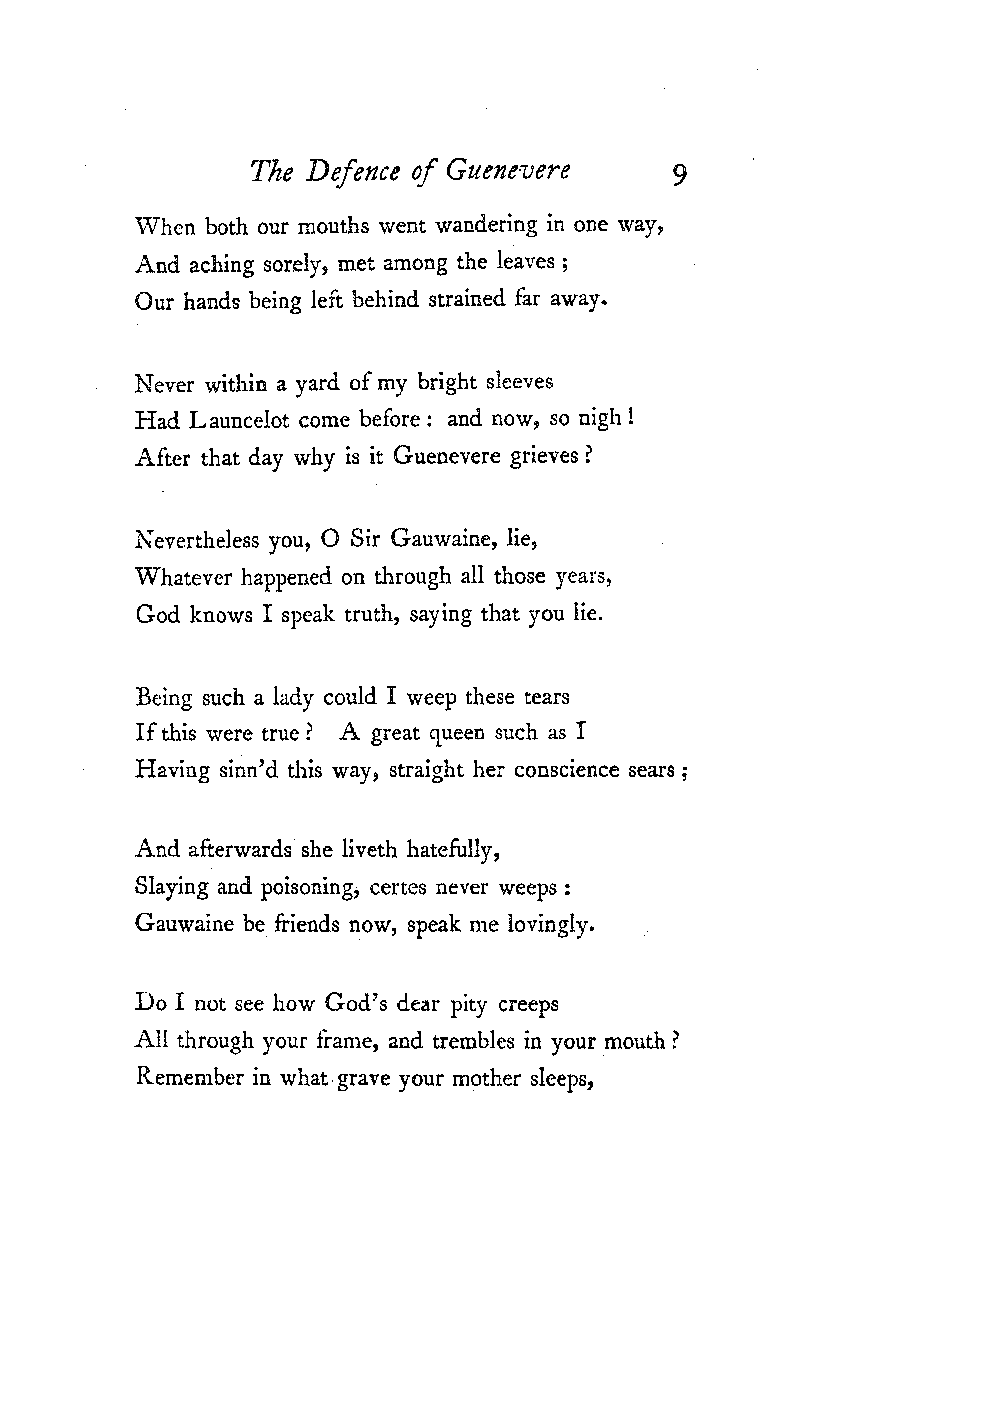 The Defence of Guenevere 9
When both our mouths went wandering in one way,
And aching sorely, met among the leaves ;
Our hands being left behind strained far away.
Never within a yard of my bright sleeves
Had Launcelot come before : and now, so nigh !
After that day why is it Guenevere grieves ?
Nevertheless you, O Sir Gauwaine, lie,
Whatever happened on through all those years,
God knows I speak truth, saying that you lie.
Being such a lady could I weep these tears
If this were true ? A great queen such as I
Having sinn'd this way, straight her conscience sears ;
And afterwards she liveth hatefully,
Slaying and poisoning, certes never weeps :
Gauwaine be friends now, speak me lovingly.
Do I not see how God's dear pity creeps
All through your frame, and trembles in your mouth ?
Remember in what grave your mother sleeps,